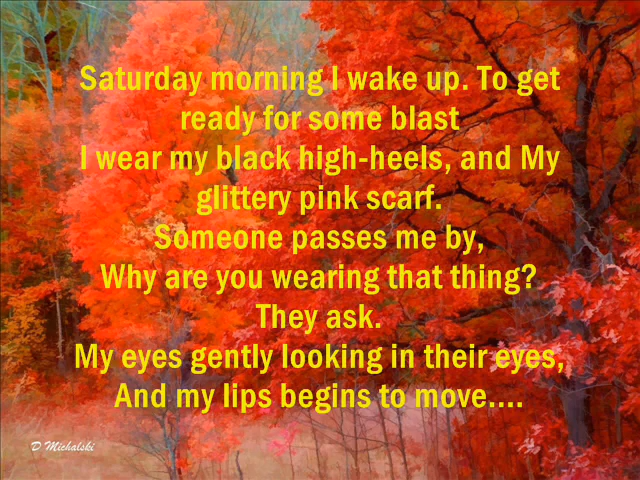 Saturday morning I wake up. To get
ready for some blast
I wear my black high-heels, and My
glittery pink scarf.
Someone passes me by,
Why are you wearing that thing?
They ask.
My eyes gently looking in their eyes,
And my lips begins to move....
D Michalski